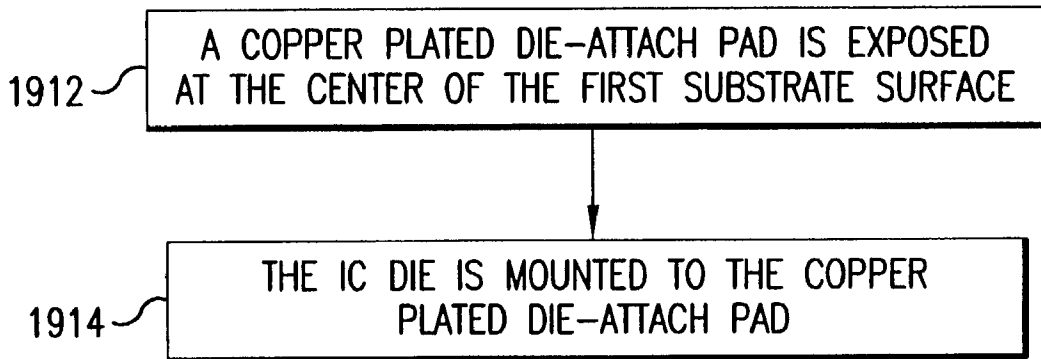 A COPPER PLATED DIE-ATTACH PAD IS EXPOSED
1912 AT THE CENTER OF THE FIRST SUBSTRATE SURFACE
THE IC DIE IS MOUNTED TO THE COPPER
1914 PLATED DIE-ATTACH PAD